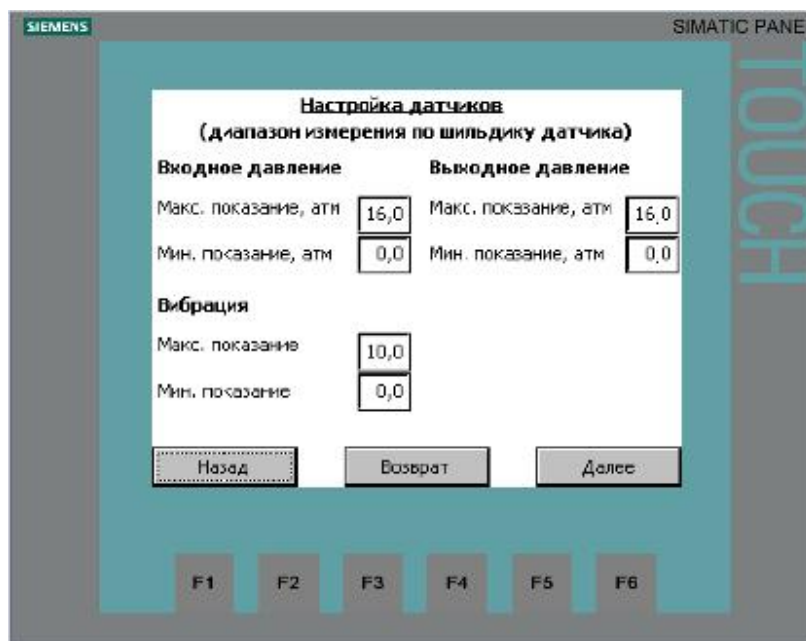 SIEMENS
SIMATIC PANE
TOUCH
Настройка датчиков
(диапазон измерения по шильдику датчика)
Входное давление
Выходное давление
Макс. показание, атм 16,0
Макс. показание, атм 16,0
Мин. показание, атм 0,0
Мин. показание, атм 0,0
Вибрация
Макс. показание 10,0
Мин. показание 0,0
Назад
Возврат
Далее
F1 F2 F3 F4 F5 F6